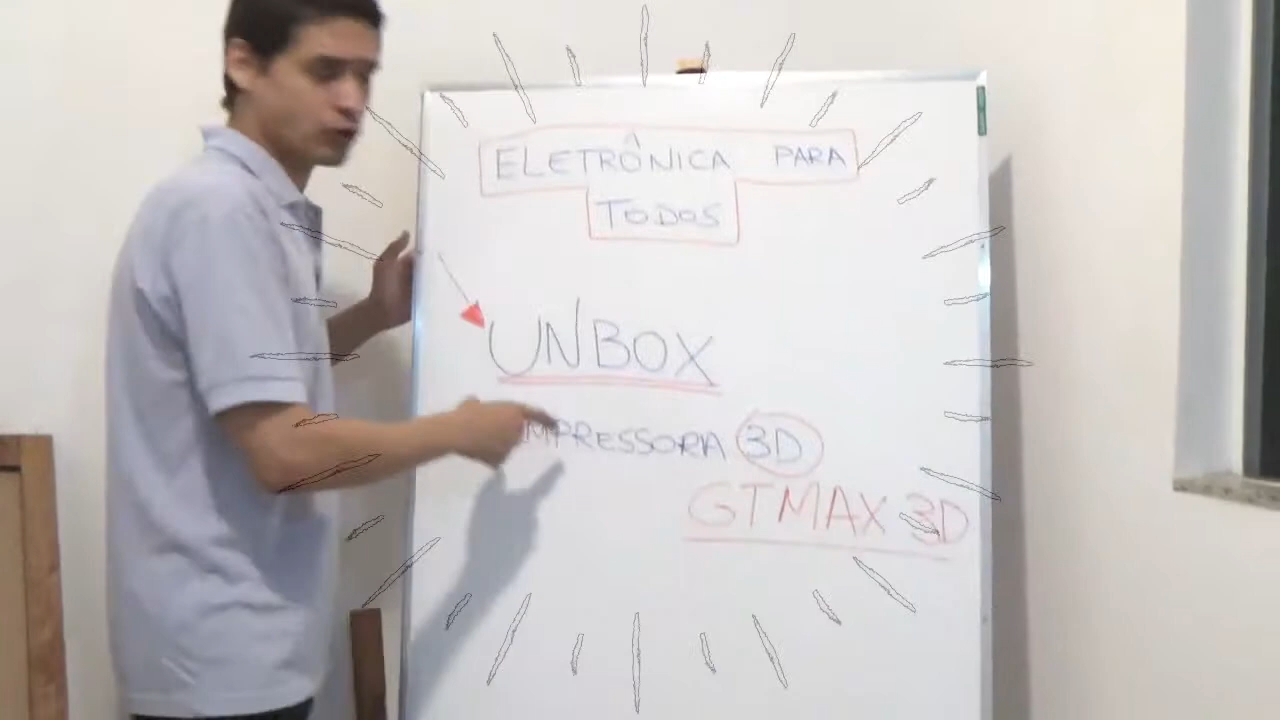 ELETRÔNICA PARA
TODOS
UNBOX
IMPRESSORA 3D
GTMAX 3D